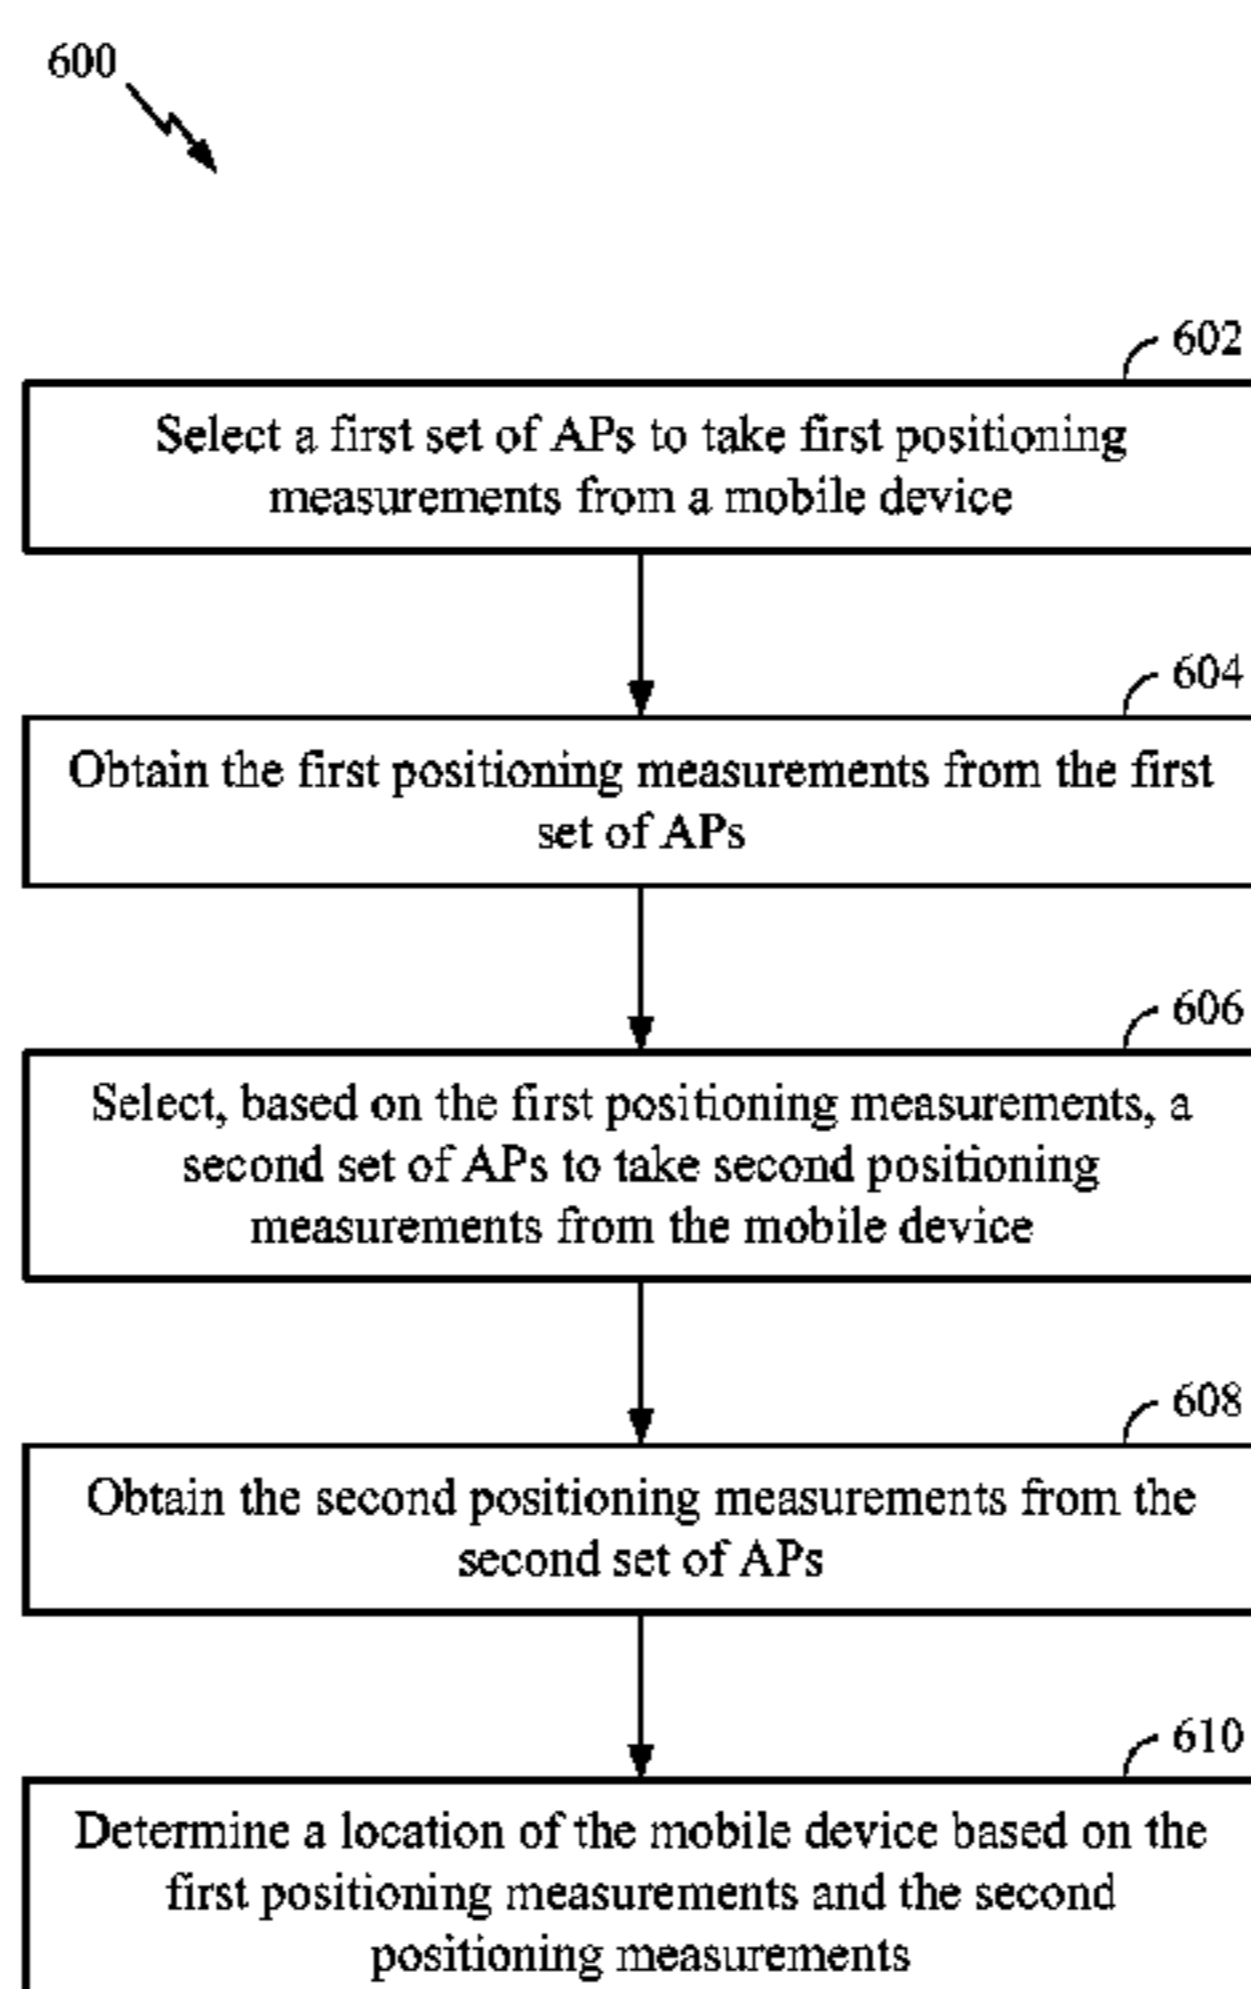 600
602
Select a first set of APs to take first positioning
measurements from a mobile device
604
Obtain the first positioning measurements from the first
set of APs
606
Select, based on the first positioning measurements, a
second set of APs to take second positioning
measurements from the mobile device
608
Obtain the second positioning measurements from the
second set of APs
610
Determine a location of the mobile device based on the
first positioning measurements and the second
positioning measurements